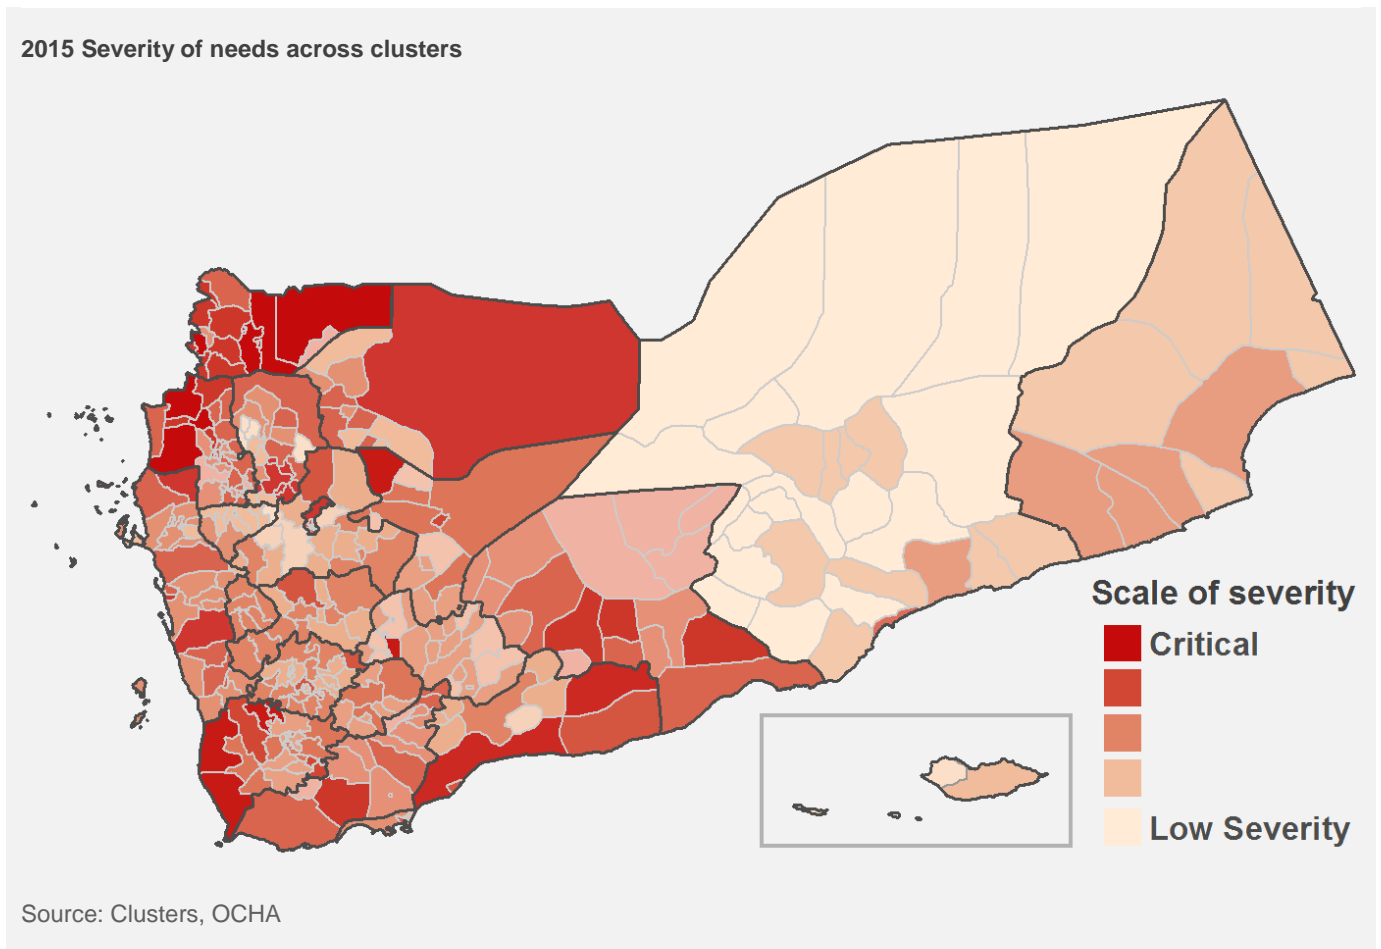 2015 Severity of needs across clusters
Scale of severity
Critical
Low Severity
Source: Clusters, OCHA